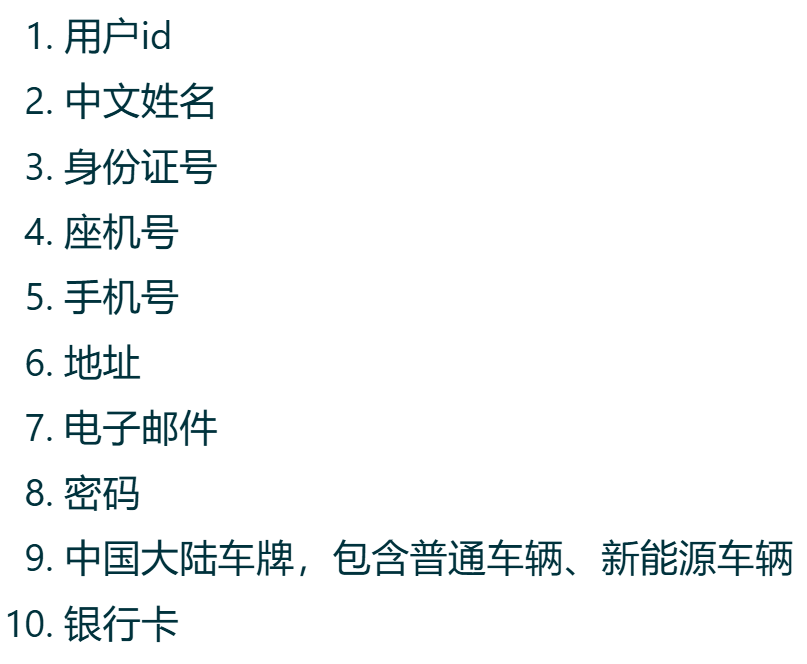 1. 用户id
2. 中文姓名
3. 身份证号
4. 座机号
5. 手机号
6. 地址
7. 电子邮件
8. 密码
9. 中国大陆车牌，包含普通车辆、新能源车辆
10. 银行卡